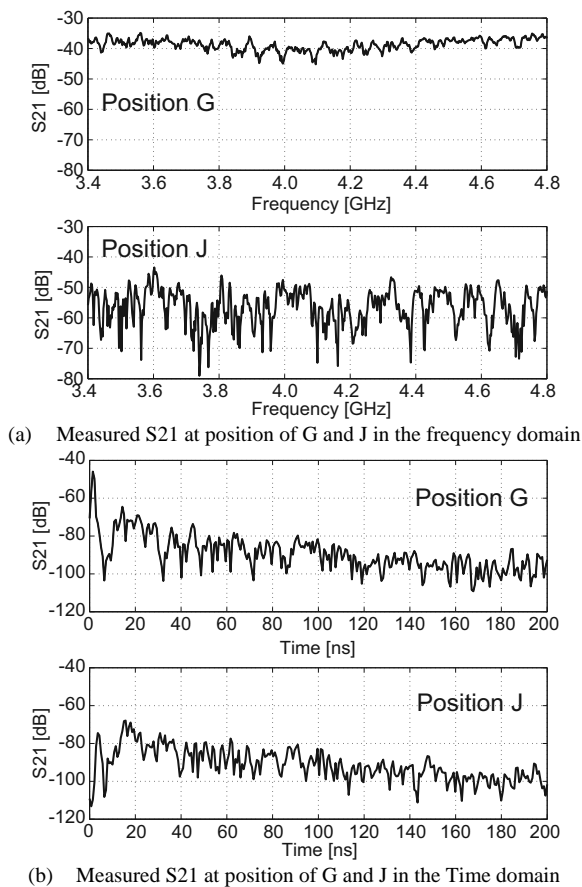 -30
-40
-50
-60
-70
-80
S21 [dB]
Position G
3.4 3.6 3.8 4.0 4.2 4.4 4.6 4.8
Frequency [GHz]
-30
-40
-50
-60
-70
-80
S21 [dB]
Position J
3.4 3.6 3.8 4.0 4.2 4.4 4.6 4.8
Frequency [GHz]
(a) Measured S21 at position of G and J in the frequency domain
-40
-60
-80
-100
-120
S21 [dB]
Position G
0 20 40 60 80 100 120 140 160 180 200
Time [ns]
-40
-60
-80
-100
-120
S21 [dB]
Position J
0 20 40 60 80 100 120 140 160 180 200
Time [ns]
(b) Measured S21 at position of G and J in the Time domain